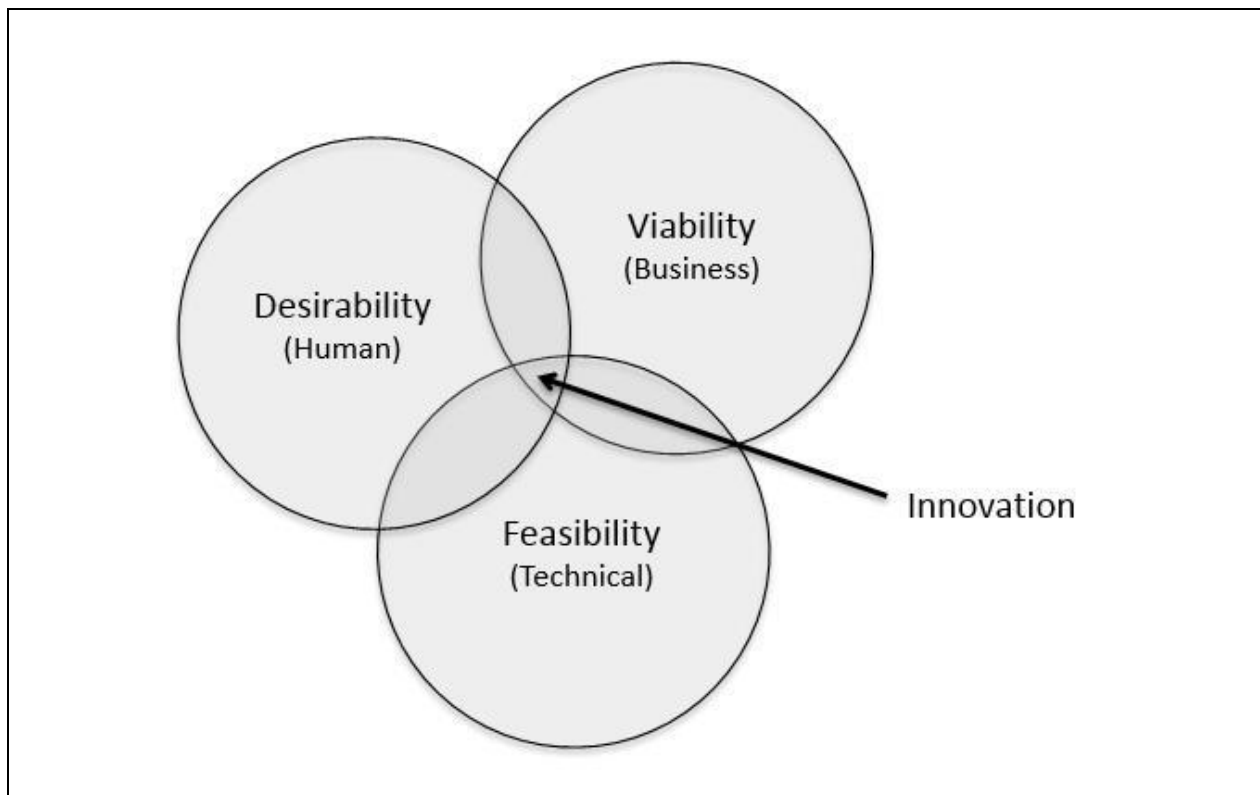 Viability
(Business)
Desirability
(Human)
Feasibility
(Technical)
Innovation